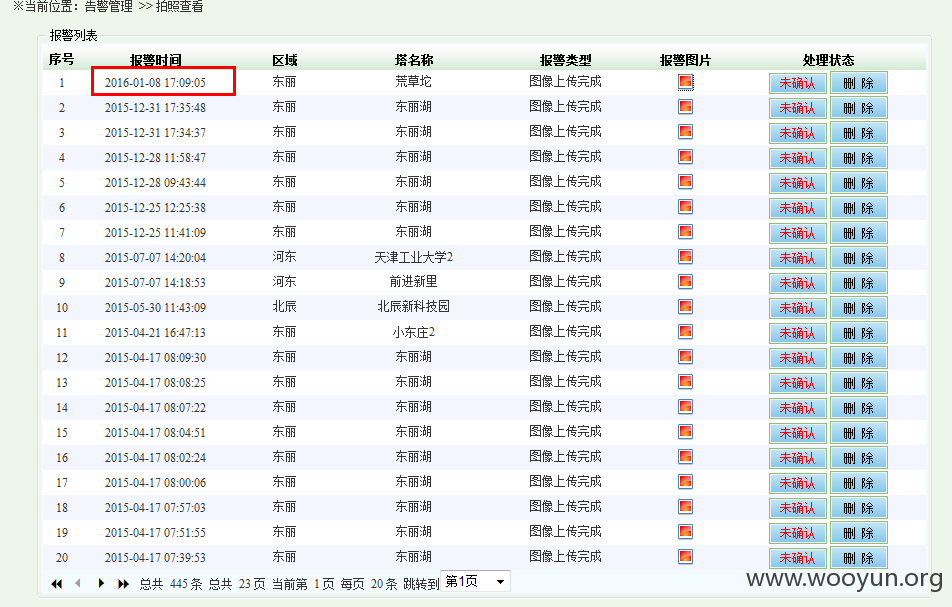 ※当前位置：告警管理 >> 拍照查看
报警列表
序号 报警时间 区域 塔名称 报警类型 报警图片 处理状态
1 2016-01-08 17:09:05 东丽 荒草坨 图像上传完成 未确认 删 除
2 2015-12-31 17:35:48 东丽 东丽湖 图像上传完成 未确认 删 除
3 2015-12-31 17:34:37 东丽 东丽湖 图像上传完成 未确认 删 除
4 2015-12-28 11:58:47 东丽 东丽湖 图像上传完成 未确认 删 除
5 2015-12-28 09:43:44 东丽 东丽湖 图像上传完成 未确认 删 除
6 2015-12-25 12:25:38 东丽 东丽湖 图像上传完成 未确认 删 除
7 2015-12-25 11:41:09 东丽 东丽湖 图像上传完成 未确认 删 除
8 2015-07-07 14:20:04 河东 天津工业大学2 图像上传完成 未确认 删 除
9 2015-07-07 14:18:53 河东 前进新里 图像上传完成 未确认 删 除
10 2015-05-30 11:43:09 北辰 北辰新科技园 图像上传完成 未确认 删 除
11 2015-04-21 16:47:13 东丽 小东庄2 图像上传完成 未确认 删 除
12 2015-04-17 08:09:30 东丽 东丽湖 图像上传完成 未确认 删 除
13 2015-04-17 08:08:25 东丽 东丽湖 图像上传完成 未确认 删 除
14 2015-04-17 08:07:22 东丽 东丽湖 图像上传完成 未确认 删 除
15 2015-04-17 08:04:51 东丽 东丽湖 图像上传完成 未确认 删 除
16 2015-04-17 08:02:24 东丽 东丽湖 图像上传完成 未确认 删 除
17 2015-04-17 08:00:06 东丽 东丽湖 图像上传完成 未确认 删 除
18 2015-04-17 07:57:03 东丽 东丽湖 图像上传完成 未确认 删 除
19 2015-04-17 07:51:55 东丽 东丽湖 图像上传完成 未确认 删 除
20 2015-04-17 07:39:53 东丽 东丽湖 图像上传完成 未确认 删 除
总共 445 条 总共 23 页 当前第 1 页 每页 20 条 跳转到 第1页
www.wooyun.org